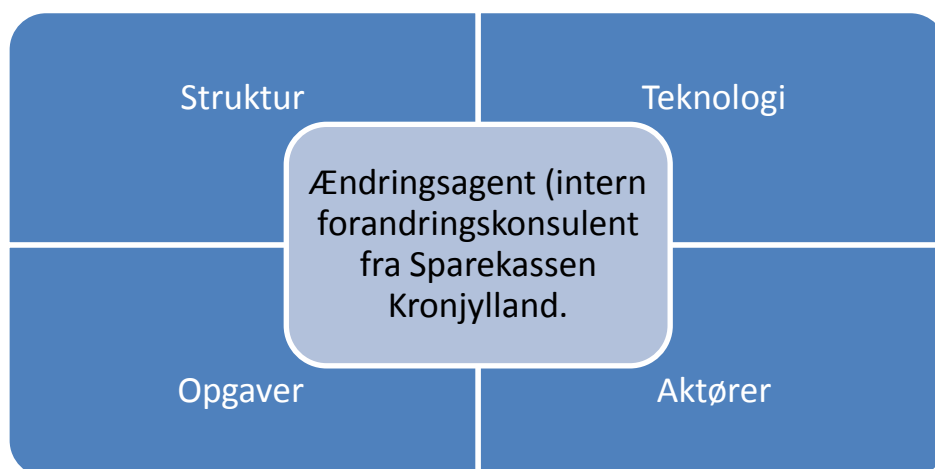 Struktur
Teknologi
Ændringsagent (intern
forandringskonsulent
fra Sparekassen
Kronjylland.
Opgaver
Aktører